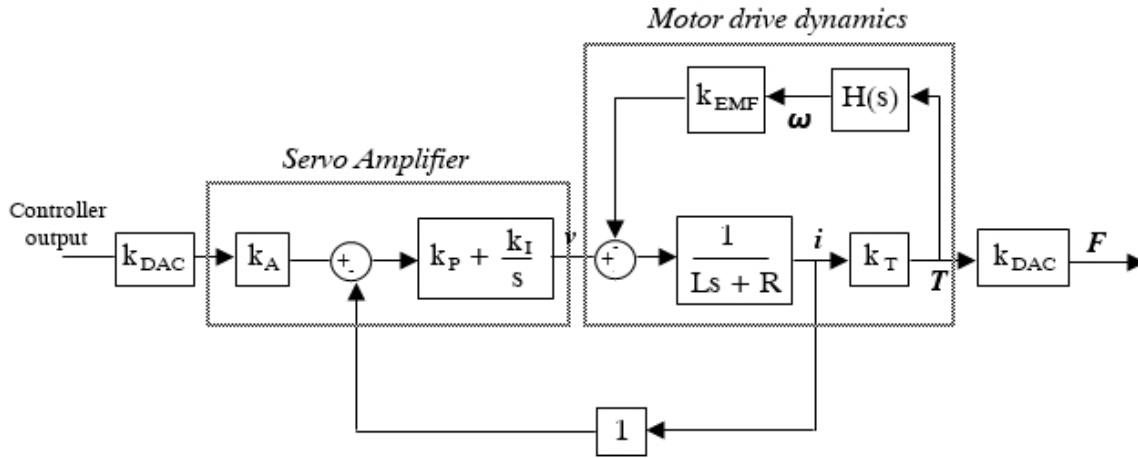 Motor drive dynamics
k_EMF
H(s)
ω
Servo Amplifier
Controller
output
k_DAC
k_A
+
-
k_P + k_I/s
v
+
-
1/(Ls + R)
i
k_T
T
k_DAC
F
1